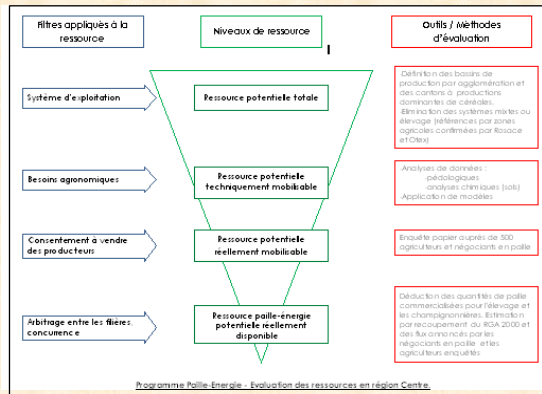 Filtres appliqués à la
ressource
Niveaux de ressource
Outils / Méthodes
d'évaluation
Système d'exploitation
Ressource potentielle totale
-Définition des bassins de
production par agglomération et
des cantons à productions
dominantes de céréales.
-Elimination des systèmes mixtes ou
élevage (références par zones
agricoles confirmées par Rosace
et Otex)
Besoins agronomiques
Ressource potentielle
techniquement mobilisable
-Analyses de données :
-pédologiques
-analyses chimiques (sols)
-Application de modèles
Consentement à vendre
des producteurs
Ressource potentielle
réellement mobilisable
Enquête papier auprès de 500
agriculteurs et négociants en paille
Arbitrage entre les filières,
concurrence
Ressource paille-énergie
potentielle réellement
disponible
Déduction des quantités de paille
commercialisées pour l'élevage et
les champignonnières. Estimation
par recoupement du RGA 2000 et
des flux annoncés par les
négociants en paille et les
agriculteurs enquêtés
Programme Paille-Energie - Evaluation des ressources en région Centre.